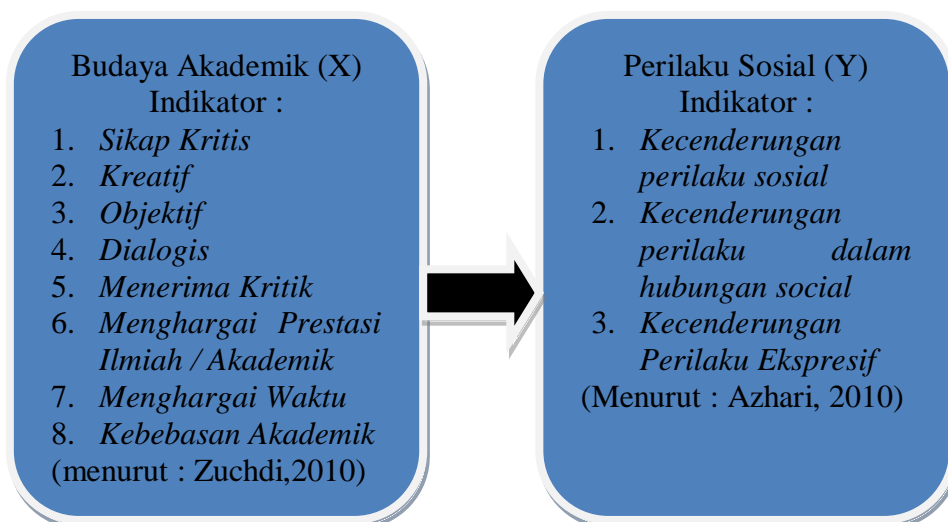 Budaya Akademik (X)
Indikator :
1. Sikap Kritis
2. Kreatif
3. Objektif
4. Dialogis
5. Menerima Kritik
6. Menghargai Prestasi
Ilmiah / Akademik
7. Menghargai Waktu
8. Kebebasan Akademik
(menurut : Zuchdi,2010)
Perilaku Sosial (Y)
Indikator :
1. Kecenderungan
perilaku sosial
2. Kecenderungan
perilaku dalam
hubungan social
3. Kecenderungan
Perilaku Ekspresif
(Menurut : Azhari, 2010)